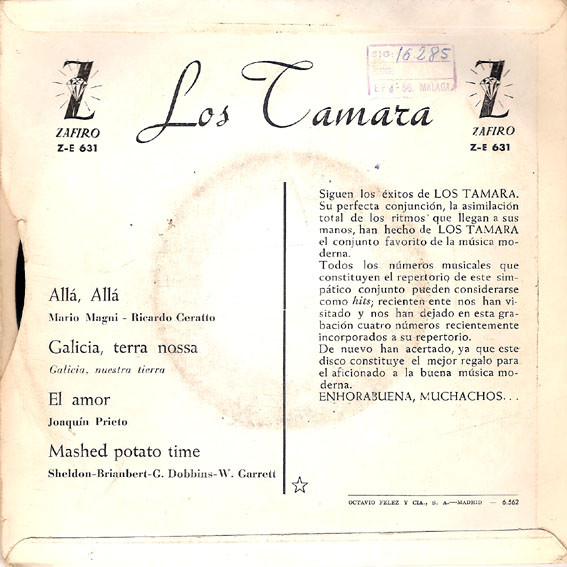 ZAFIRO
Z-E 631
Los Tamara
SIG: 16285
MALAGA
ZAFIRO
Z-E 631
Allá, Allá
Mario Magni - Ricardo Ceratto
Galicia, terra nossa
Galicia, nuestra tierra
El amor
Joaquín Prieto
Mashed potato time
Sheldon-Brianbert-G. Dobbins-W. Garrett
Siguen los éxitos de LOS TAMARA.
Su perfecta conjunción, la asimilación
total de los ritmos que llegan a sus
manos, han hecho de LOS TAMARA
el conjunto favorito de la música mo-
derna.
Todos los números musicales que
constituyen el repertorio de este sim-
pático conjunto pueden considerarse
como hits; recienten ente nos han vi-
sitado y nos han dejado en esta gra-
bación cuatro números recientemente
incorporados a su repertorio.
De nuevo han acertado, ya que este
disco constituye el mejor regalo para
el aficionado a la buena música mo-
derna.
ENHORABUENA, MUCHACHOS...
OCTAVIO FELEZ Y CIA., S. A.—MADRID — 6.562